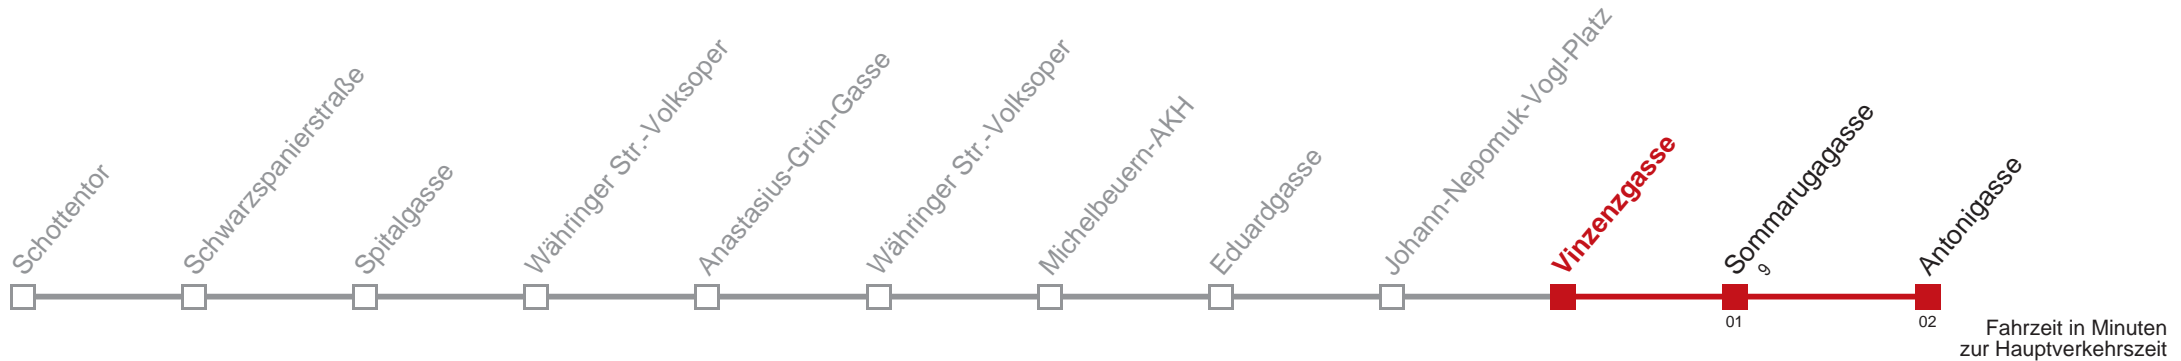 Schottentor
Schwarzspanierstraße
Spitalgasse
Währinger Str.-Volksoper
Anastasius-Grün-Gasse
Währinger Str.-Volksoper
Michelbeuern-AKH
Eduardgasse
Johann-Nepomuk-Vogl-Platz
Vinzenzgasse
Sommarugagasse
9
Antonigasse
01
02
Fahrzeit in Minuten
zur Hauptverkehrszeit